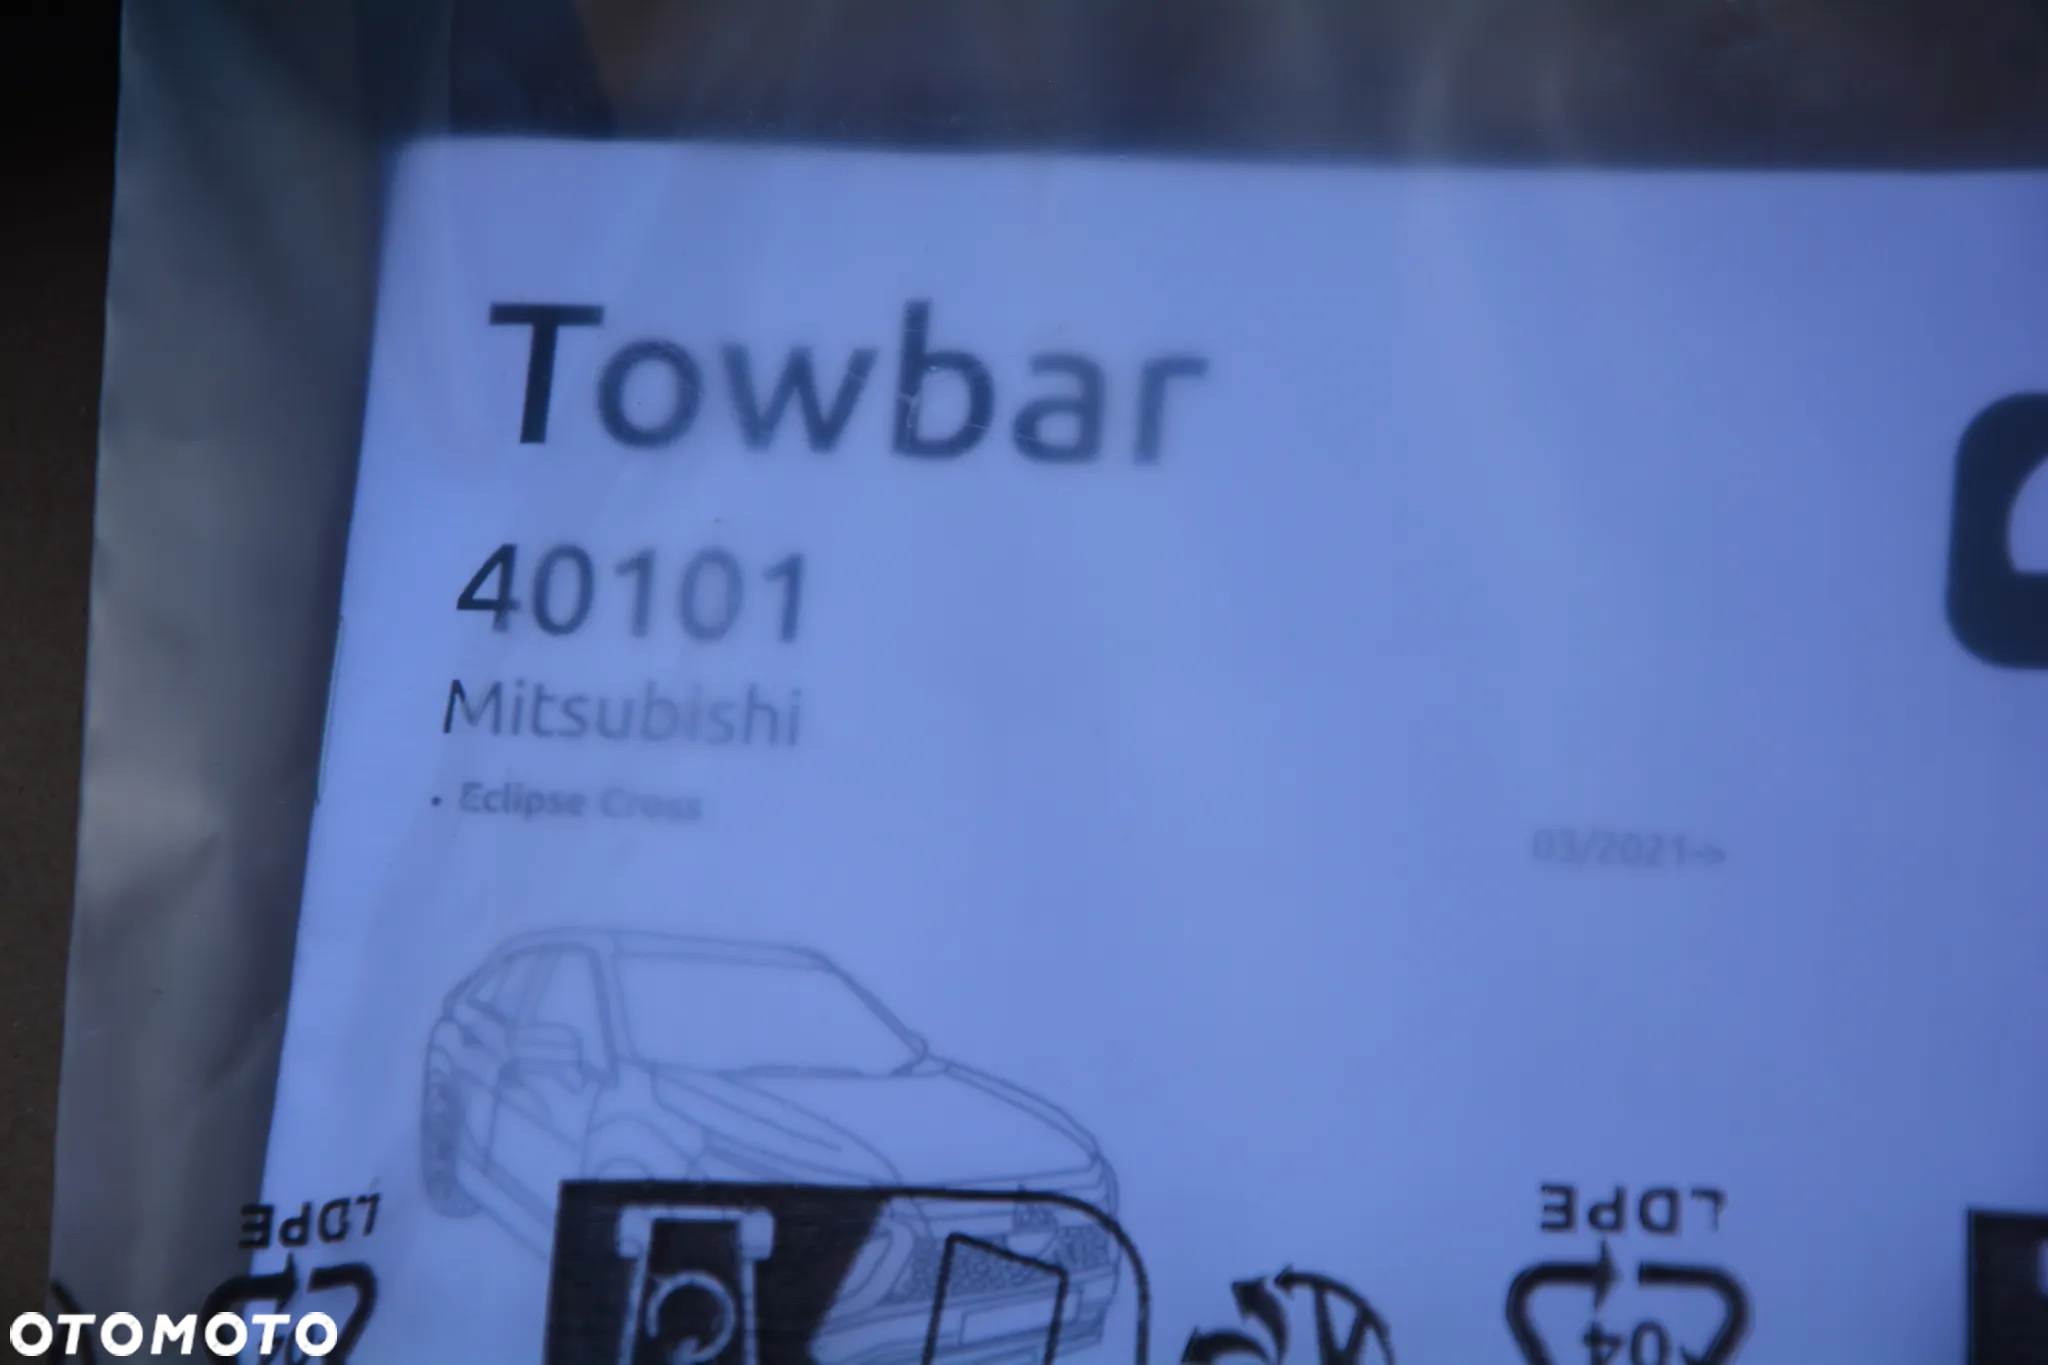 Towbar
40101
Mitsubishi
• Eclipse Cross
03/2021->
LDPE
LDPE
04
OTOMOTO